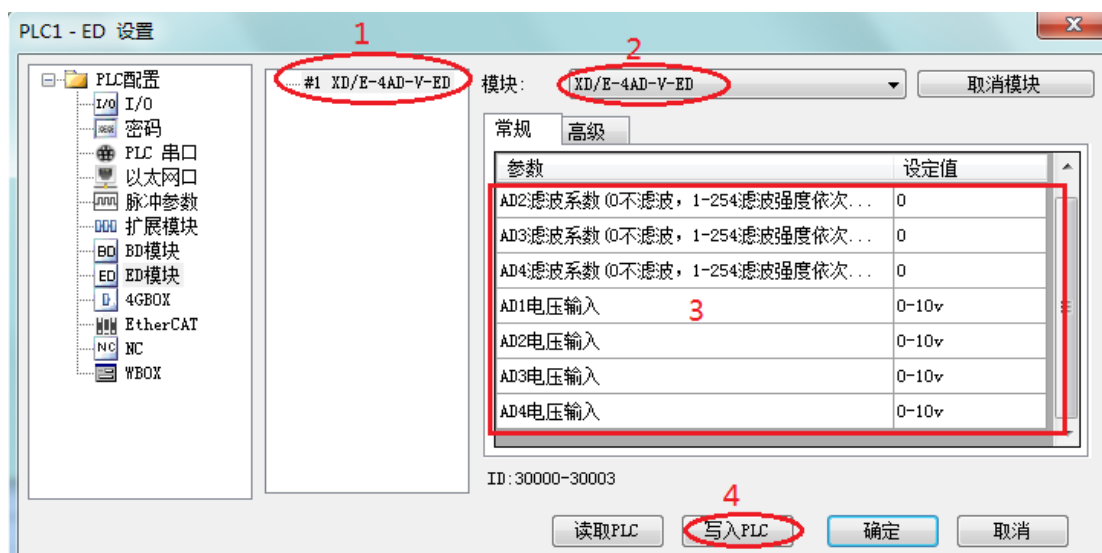 PLC1 - ED 设置
1
2
PLC配置
I/O I/O
密码
PLC 串口
以太网口
脉冲参数
扩展模块
BD BD模块
ED ED模块
4GBOX
EtherCAT
NC NC
WBOX
#1 XD/E-4AD-V-ED
模块: XD/E-4AD-V-ED 取消模块
常规 高级
参数 设定值
AD2滤波系数(0不滤波，1-254滤波强度依次... 0
AD3滤波系数(0不滤波，1-254滤波强度依次... 0
AD4滤波系数(0不滤波，1-254滤波强度依次... 0
AD1电压输入 0-10v
3
AD2电压输入 0-10v
AD3电压输入 0-10v
AD4电压输入 0-10v
ID:30000-30003
4
读取PLC 写入PLC 确定 取消